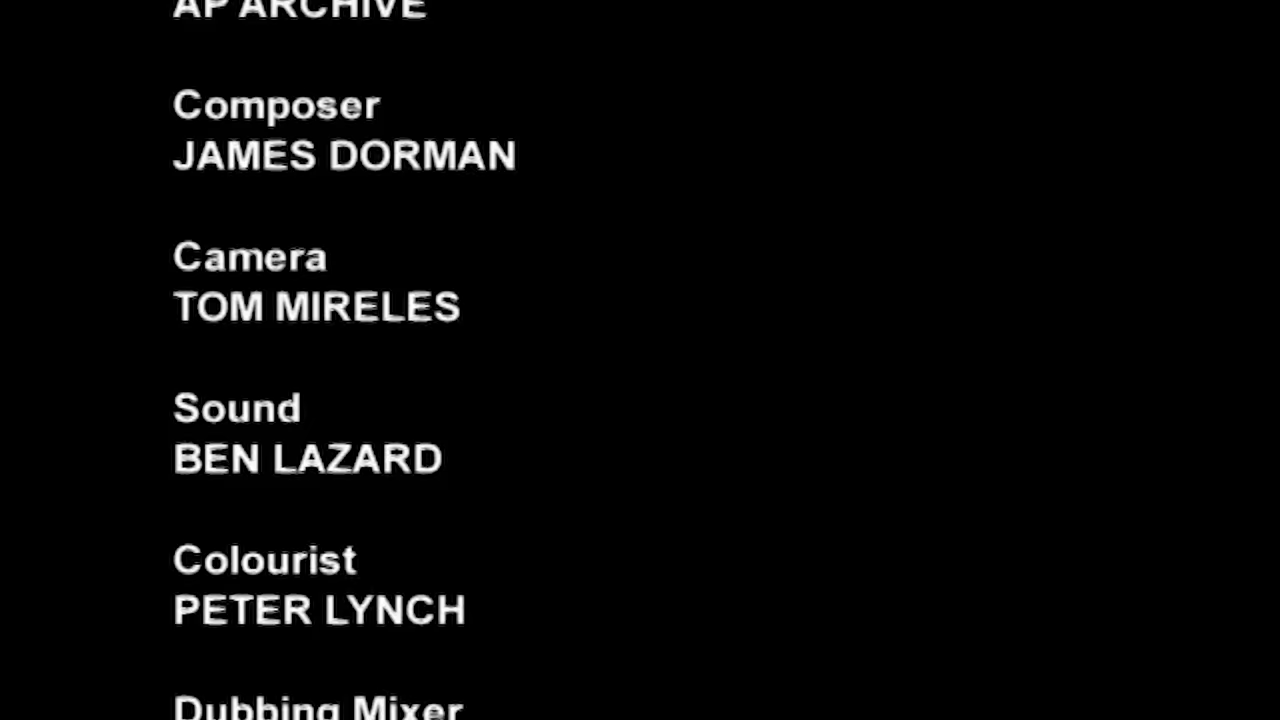 AP ARCHIVE
Composer
JAMES DORMAN
Camera
TOM MIRELES
Sound
BEN LAZARD
Colourist
PETER LYNCH
Dubbing Mixer